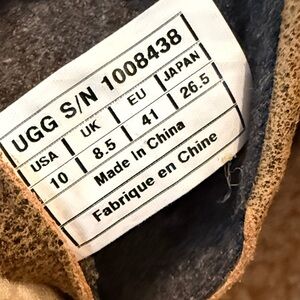 UGG S/N 1008438
USA UK EU JAPAN
10 8.5 41 26.5
Made in China
Fabrique en Chine